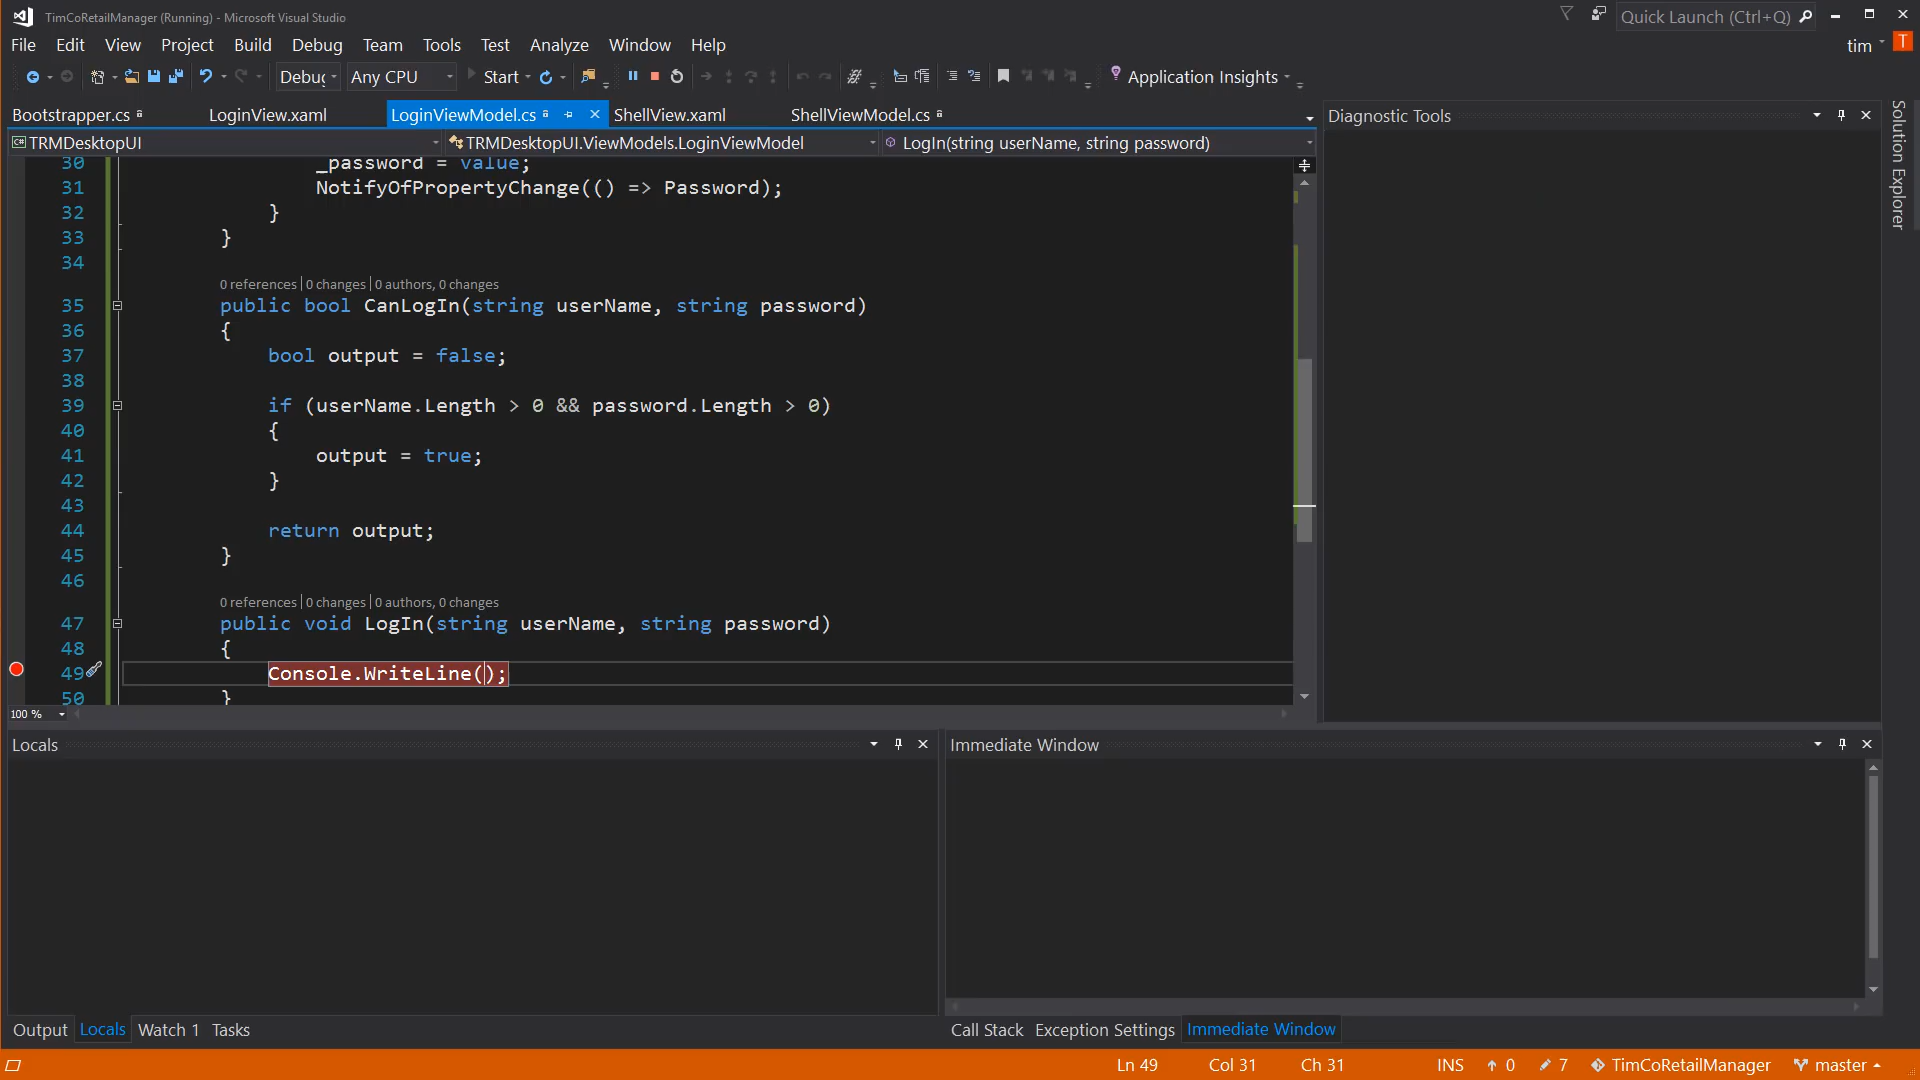 TimCoRetailManager (Running) - Microsoft Visual Studio
Quick Launch (Ctrl+Q)
File Edit View Project Build Debug Team Tools Test Analyze Window Help
tim T
Debug Any CPU Start Application Insights
Bootstrapper.cs LoginView.xaml LoginViewModel.cs ShellView.xaml ShellViewModel.cs
Diagnostic Tools
Solution Explorer
TRMDesktopUI TRMDesktopUI.ViewModels.LoginViewModel LogIn(string userName, string password)
30 _password = value;
31 NotifyOfPropertyChange(() => Password);
32 }
33 }
34
0 references | 0 changes | 0 authors, 0 changes
35 public bool CanLogIn(string userName, string password)
36 {
37 bool output = false;
38
39 if (userName.Length > 0 && password.Length > 0)
40 {
41 output = true;
42 }
43
44 return output;
45 }
46
0 references | 0 changes | 0 authors, 0 changes
47 public void LogIn(string userName, string password)
48 {
49 Console.WriteLine();
50 }
100 %
Locals
Immediate Window
Output Locals Watch 1 Tasks
Call Stack Exception Settings Immediate Window
Ln 49 Col 31 Ch 31 INS 0 7 TimCoRetailManager master